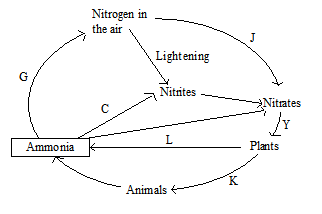 Nitrogen in
the air
J
Lightening
G
C
Nitrites
Nitrates
Y
Ammonia
L
Plants
K
Animals